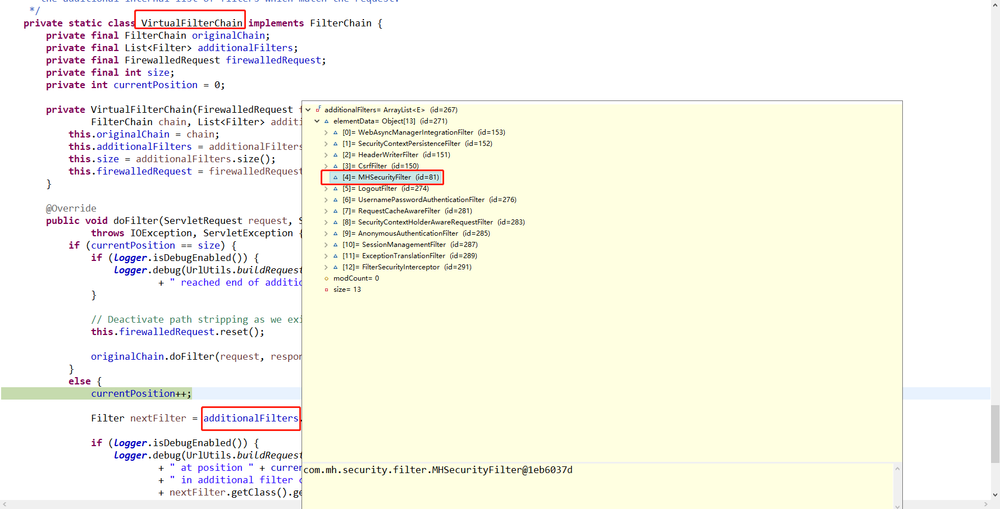 the additional internal list of filters which match the request.
*/
private static class VirtualFilterChain implements FilterChain {
private final FilterChain originalChain;
private final List<Filter> additionalFilters;
private final FirewalledRequest firewalledRequest;
private final int size;
private int currentPosition = 0;
private VirtualFilterChain(FirewalledRequest f
FilterChain chain, List<Filter> additi
this.originalChain = chain;
this.additionalFilters = additionalFilters
this.size = additionalFilters.size();
this.firewalledRequest = firewalledRequest
}
@Override
public void doFilter(ServletRequest request, S
throws IOException, ServletException {
if (currentPosition == size) {
if (logger.isDebugEnabled()) {
logger.debug(UrlUtils.buildRequest
+ " reached end of additio
}
// Deactivate path stripping as we exi
this.firewalledRequest.reset();
originalChain.doFilter(request, respon
}
else {
currentPosition++;
Filter nextFilter = additionalFilters.
if (logger.isDebugEnabled()) {
logger.debug(UrlUtils.buildRequest
+ " at position " + curren
+ " in additional filter c
+ nextFilter.getClass().ge
additionalFilters= ArrayList<E> (id=267)
elementData= Object[13] (id=271)
[0]= WebAsyncManagerIntegrationFilter (id=153)
[1]= SecurityContextPersistenceFilter (id=152)
[2]= HeaderWriterFilter (id=151)
[3]= CsrfFilter (id=150)
[4]= MHSecurityFilter (id=81)
[5]= LogoutFilter (id=274)
[6]= UsernamePasswordAuthenticationFilter (id=276)
[7]= RequestCacheAwareFilter (id=281)
[8]= SecurityContextHolderAwareRequestFilter (id=283)
[9]= AnonymousAuthenticationFilter (id=285)
[10]= SessionManagementFilter (id=287)
[11]= ExceptionTranslationFilter (id=289)
[12]= FilterSecurityInterceptor (id=291)
modCount= 0
size= 13
com.mh.security.filter.MHSecurityFilter@1eb6037d